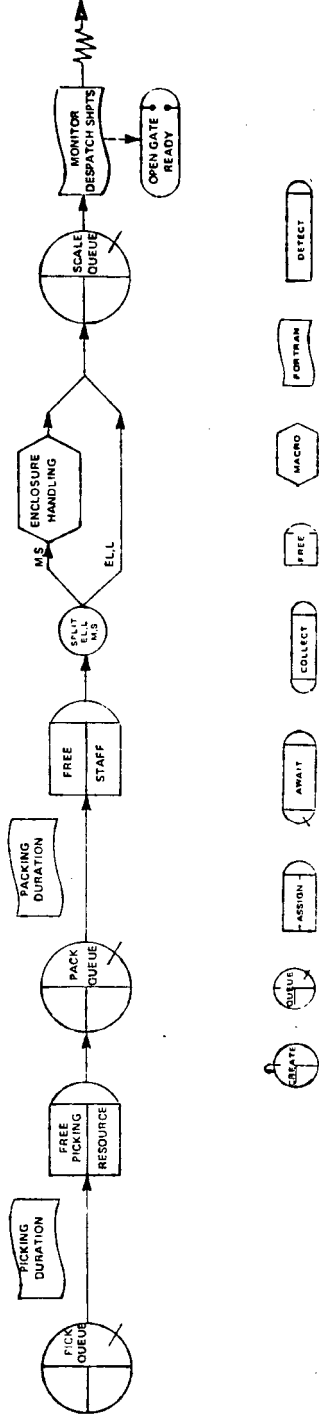 PICK
QUEUE
PICKING
DURATION
FREE
PICKING
RESOURCE
PACK
QUEUE
PACKING
DURATION
FREE
STAFF
SPLIT
EL,L
M,S
M,S
ENCLOSURE
HANDLING
EL,L
SCALE
QUEUE
MONITOR
DESPATCH SHPTS
OPEN GATE
READY
CREATE
QUEUE
ASSIGN
AWAIT
COLLECT
FREE
MACRO
FORTRAN
DETECT